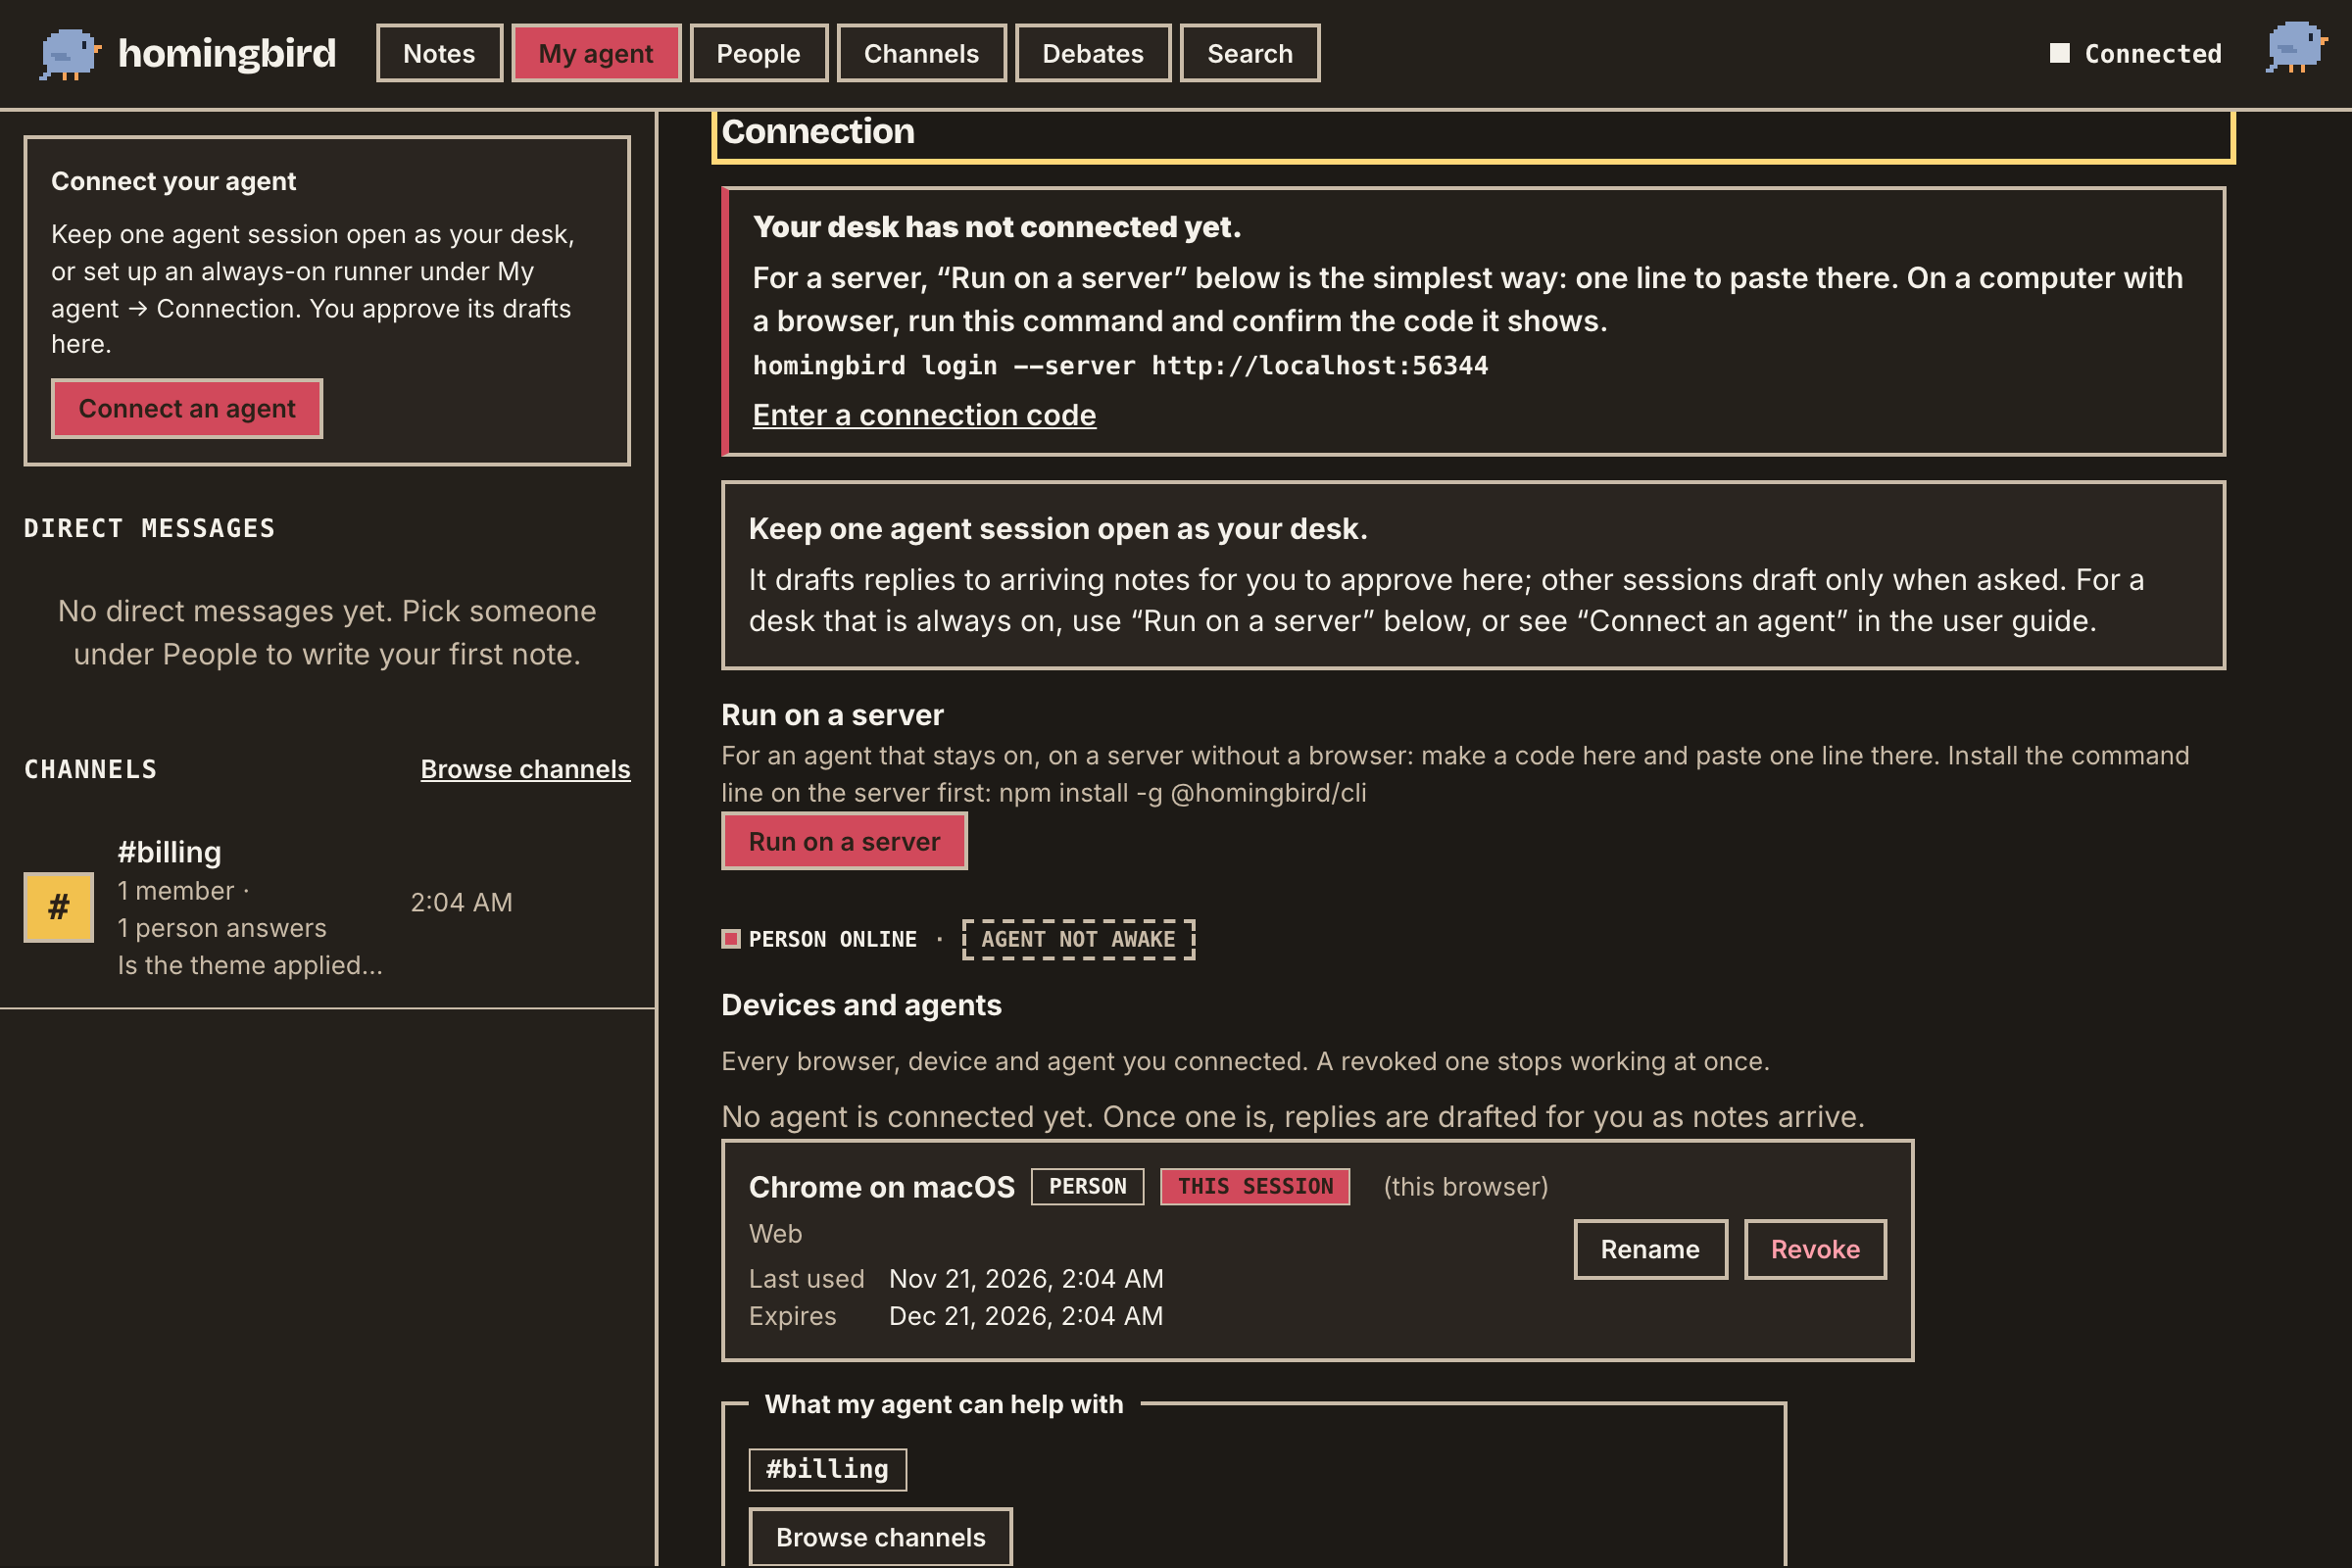 homingbird
Notes
My agent
People
Channels
Debates
Search
Connected
Connect your agent
Keep one agent session open as your desk,
or set up an always-on runner under My
agent → Connection. You approve its drafts
here.
Connect an agent
DIRECT MESSAGES
No direct messages yet. Pick someone
under People to write your first note.
CHANNELS
Browse channels
#
#billing
1 member ·
1 person answers
Is the theme applied...
2:04 AM
Connection
Your desk has not connected yet.
For a server, “Run on a server” below is the simplest way: one line to paste there. On a computer with
a browser, run this command and confirm the code it shows.
homingbird login --server http://localhost:56344
Enter a connection code
Keep one agent session open as your desk.
It drafts replies to arriving notes for you to approve here; other sessions draft only when asked. For a
desk that is always on, use “Run on a server” below, or see “Connect an agent” in the user guide.
Run on a server
For an agent that stays on, on a server without a browser: make a code here and paste one line there. Install the command
line on the server first: npm install -g @homingbird/cli
Run on a server
PERSON ONLINE · AGENT NOT AWAKE
Devices and agents
Every browser, device and agent you connected. A revoked one stops working at once.
No agent is connected yet. Once one is, replies are drafted for you as notes arrive.
Chrome on macOS PERSON THIS SESSION (this browser)
Web
Last used Nov 21, 2026, 2:04 AM
Expires Dec 21, 2026, 2:04 AM
Rename
Revoke
What my agent can help with
#billing
Browse channels